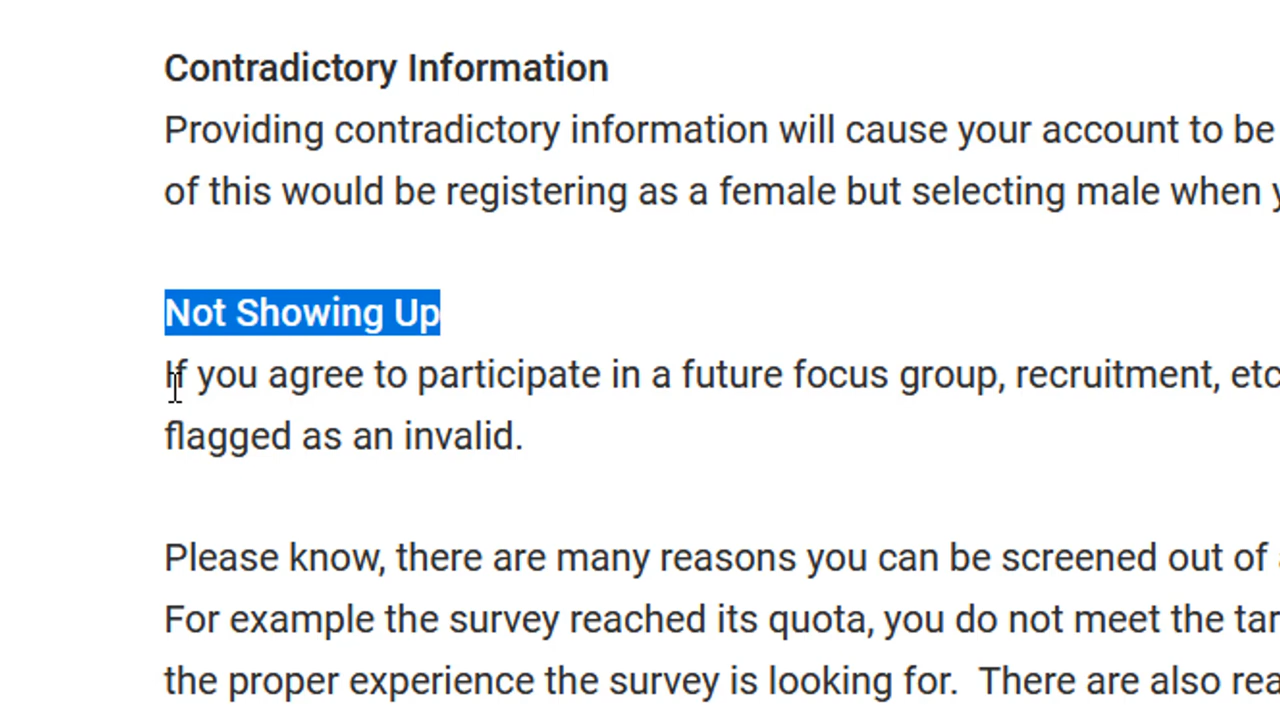 Contradictory Information
Providing contradictory information will cause your account to be
of this would be registering as a female but selecting male when
Not Showing Up
If you agree to participate in a future focus group, recruitment, etc
flagged as an invalid.
Please know, there are many reasons you can be screened out of
For example the survey reached its quota, you do not meet the tar
the proper experience the survey is looking for. There are also rea